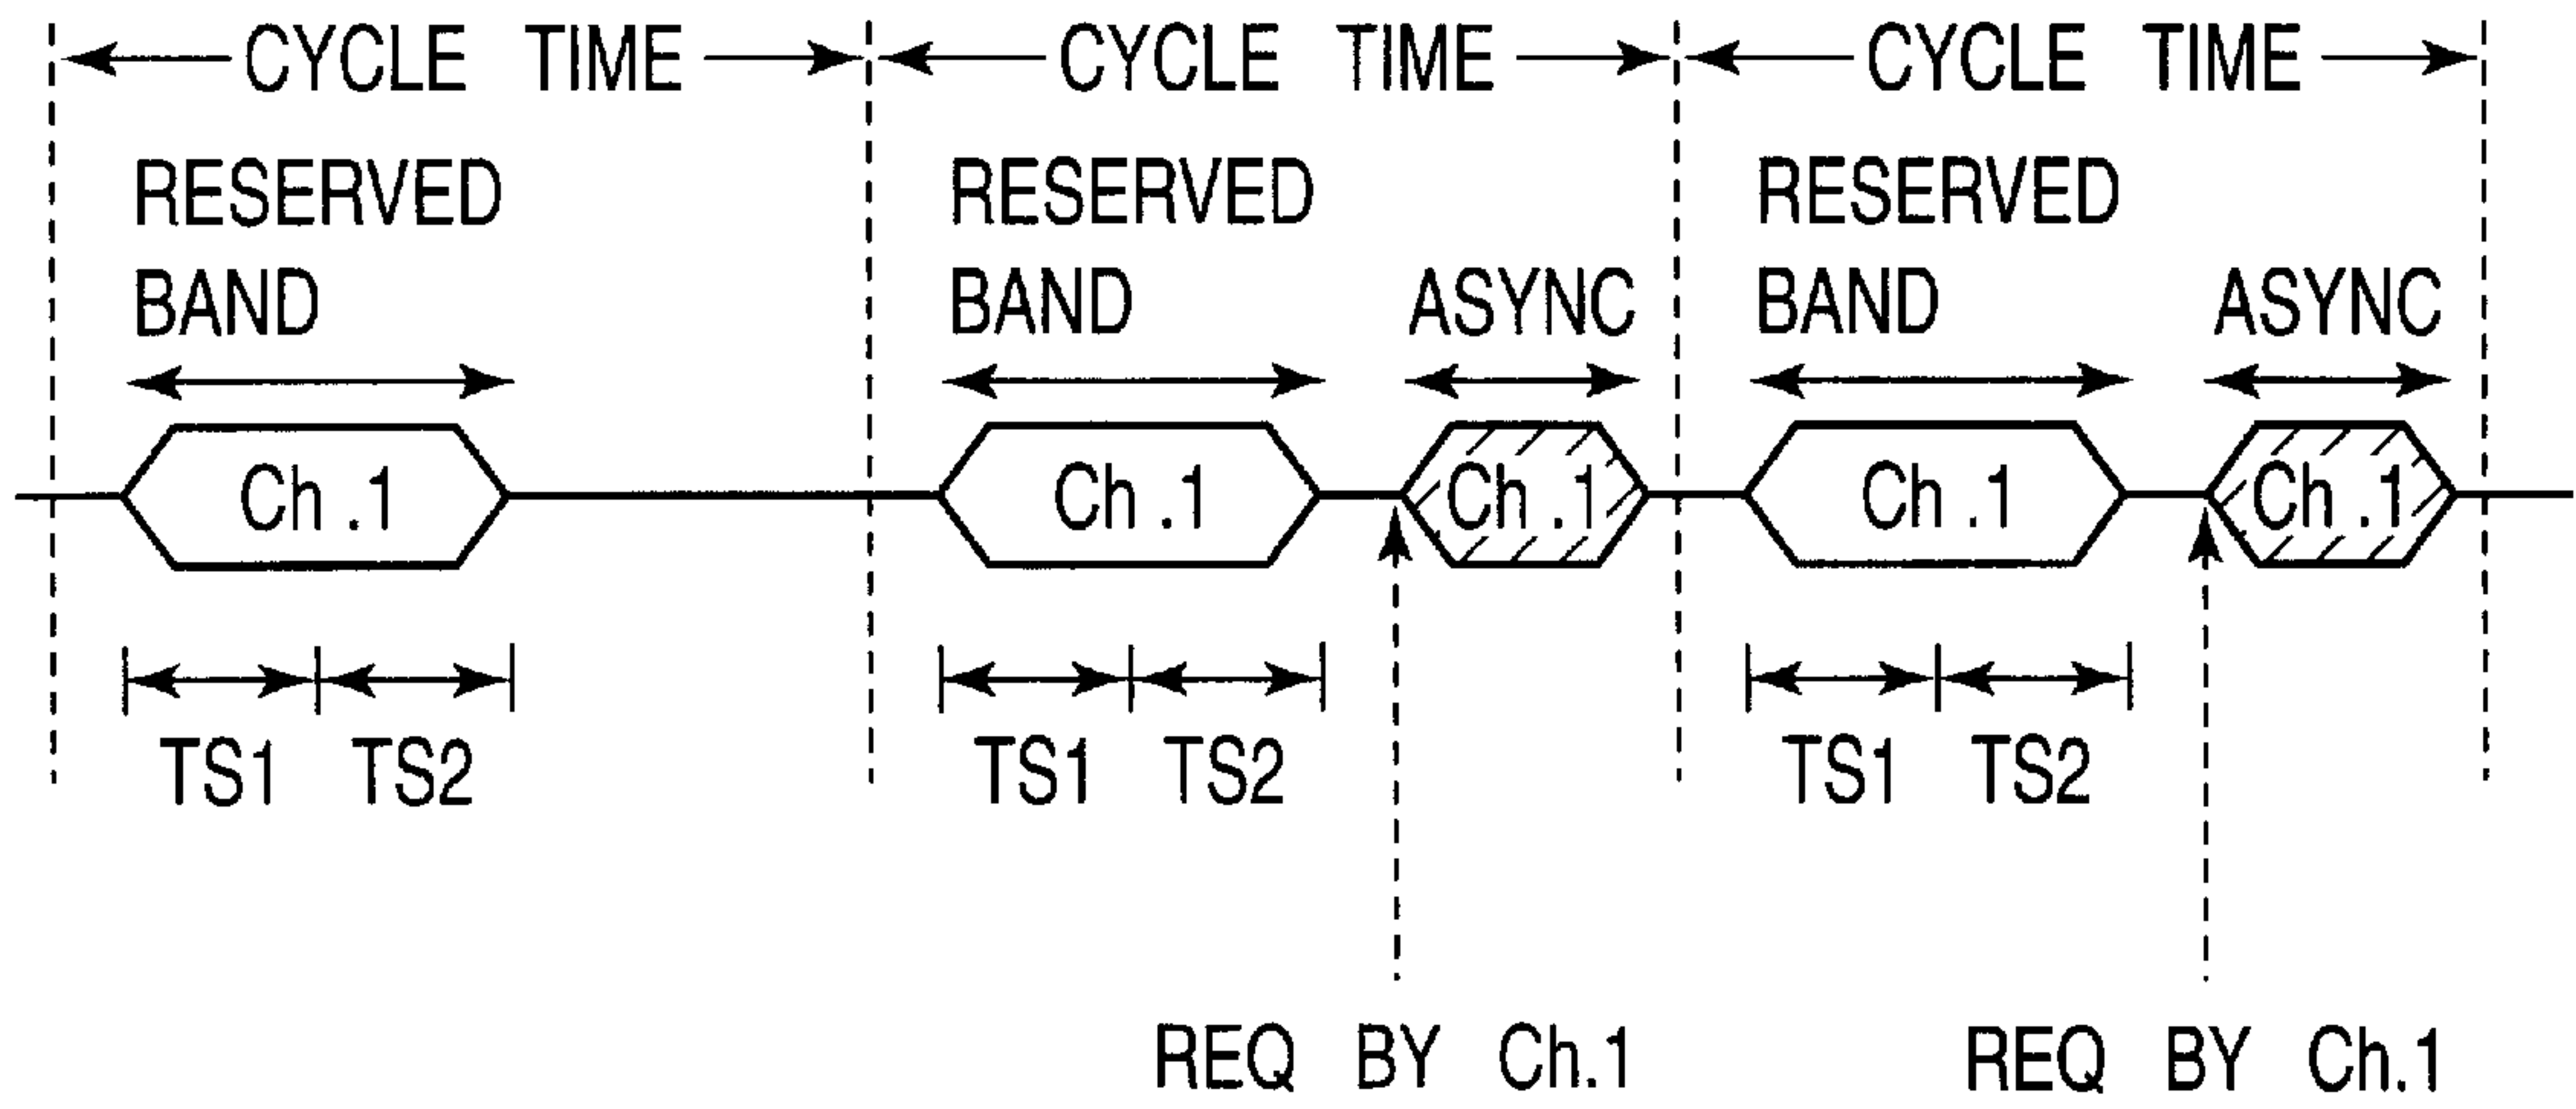 CYCLE TIME CYCLE TIME CYCLE TIME
RESERVED RESERVED RESERVED
BAND BAND ASYNC BAND ASYNC
Ch .1 Ch .1 Ch .1 Ch .1 Ch .1
TS1 TS2 TS1 TS2 TS1 TS2
REQ BY Ch.1 REQ BY Ch.1